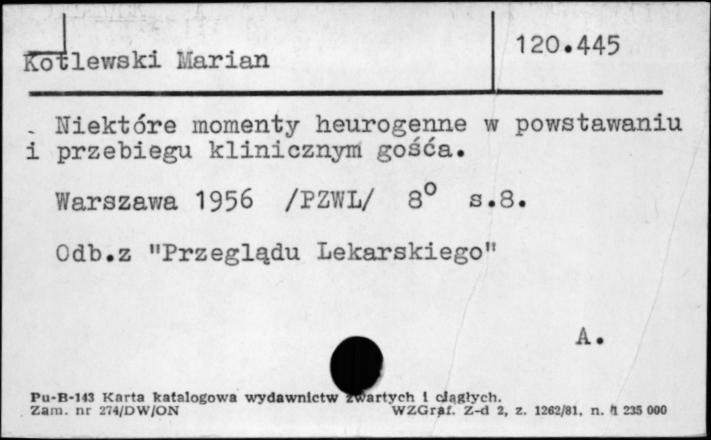 Kotlewski Marian
120.445
Niektóre momenty heurogenne w powstawaniu
i przebiegu klinicznym gośća.
Warszawa 1956 /PZWL/ 8° s.8.
Odb.z "Przeglądu Lekarskiego"
A.
Pu-B-143 Karta katalogowa wydawnictw zwartych i ciągłych.
Zam. nr 274/DW/ON WZGraf. Z-d 2, z. 1262/81, n. 1 235 000